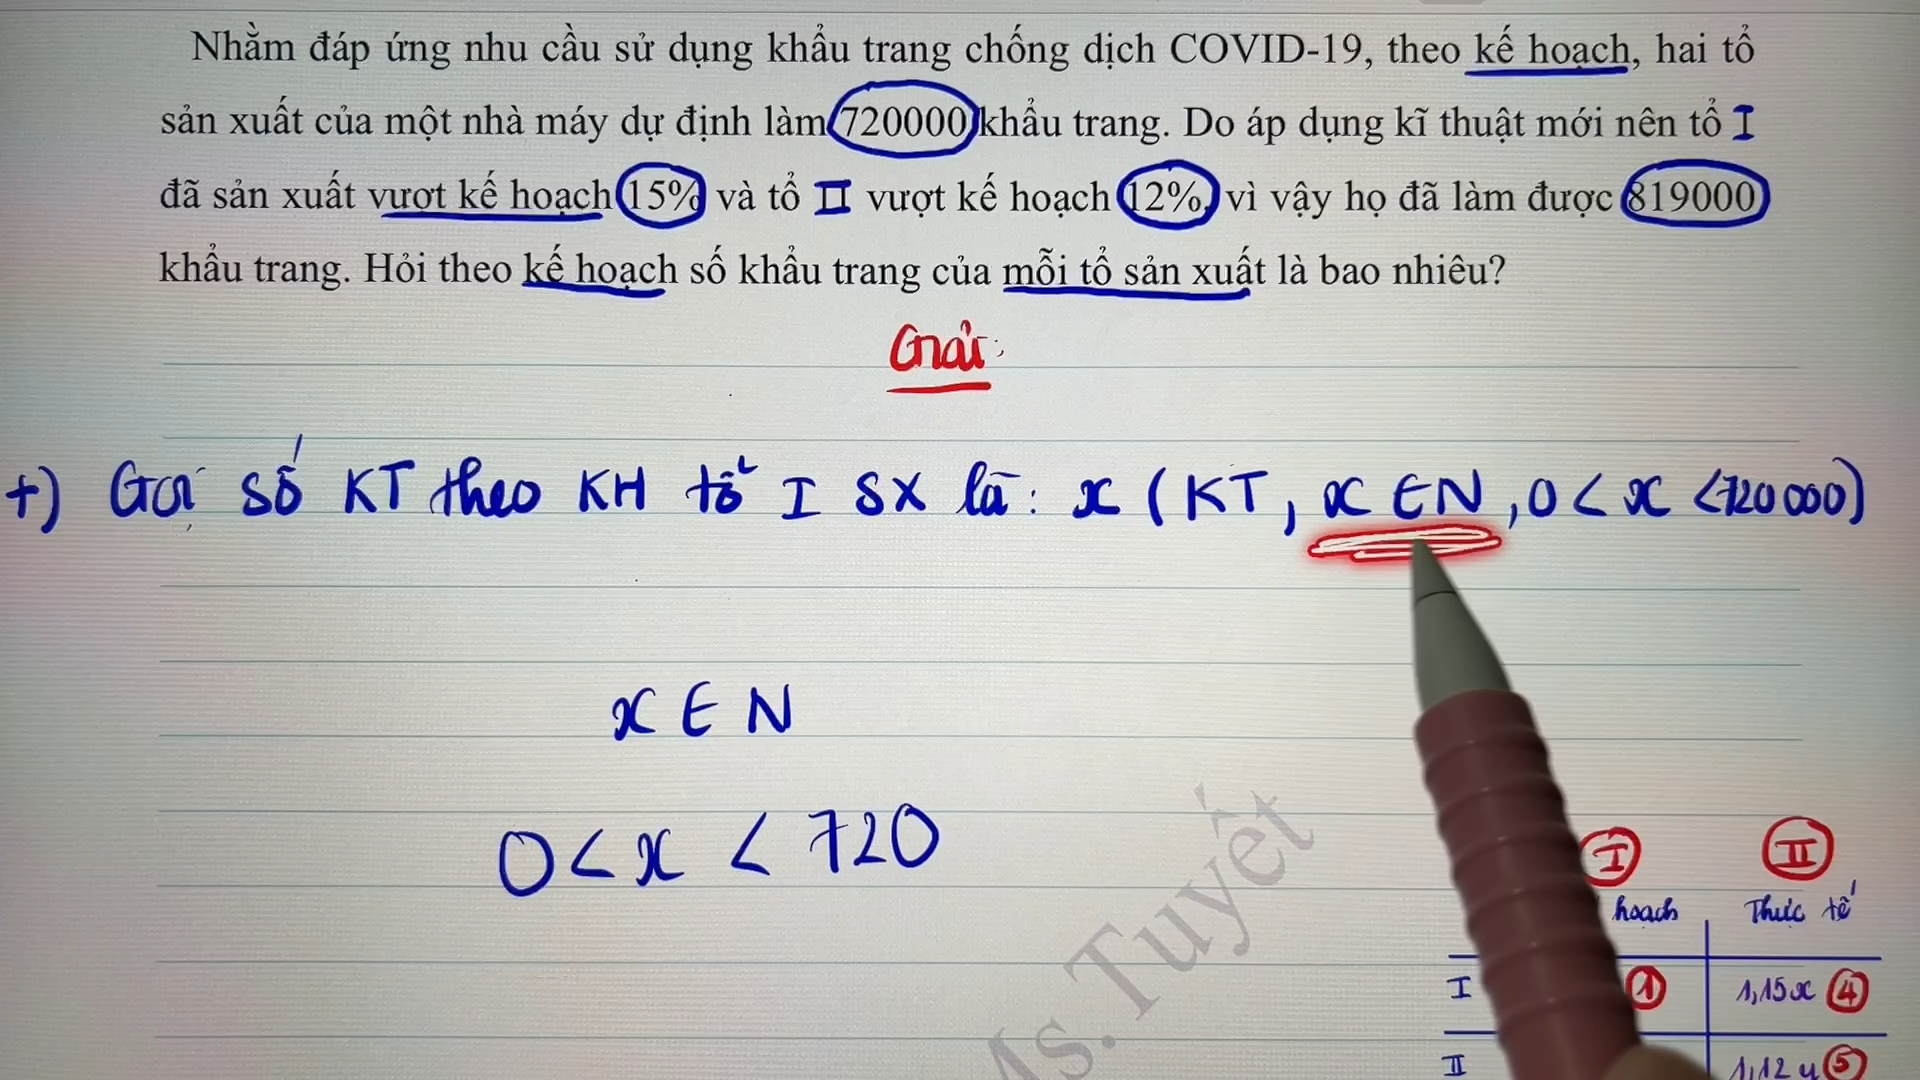 Nhằm đáp ứng nhu cầu sử dụng khẩu trang chống dịch COVID-19, theo kế hoạch, hai tổ
sản xuất của một nhà máy dự định làm 720000 khẩu trang. Do áp dụng kĩ thuật mới nên tổ I
đã sản xuất vượt kế hoạch 15% và tổ II vượt kế hoạch 12%, vì vậy họ đã làm được 819000
khẩu trang. Hỏi theo kế hoạch số khẩu trang của mỗi tổ sản xuất là bao nhiêu?
Giải:
+) Gọi số KT theo KH tổ I SX là: x (KT, x ∈ N, 0 < x < 720000)
x ∈ N
0 < x < 720
I II
hoạch Thực tế
I 1 1,15x 4
II 1,12y 5
Ms. Tuyết